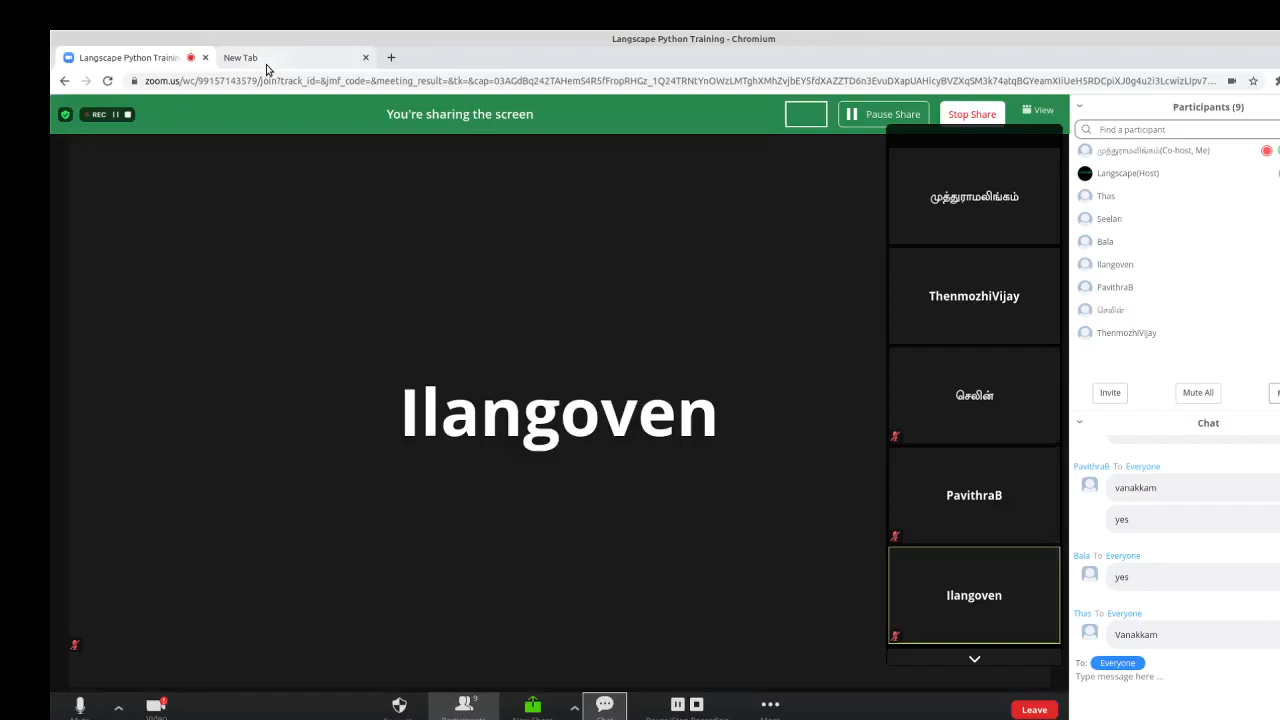 Langscape Python Training - Chromium
Langscape Python Trainin
New Tab
REC
You're sharing the screen
Pause Share
Stop Share
View
முத்துராமலிங்கம்
ThenmozhiVijay
செலின்
PavithraB
Ilangoven
Ilangoven
Participants (9)
Find a participant
முத்துராமலிங்கம்(Co-host, Me)
Langscape(Host)
Thas
Seelan
Bala
Ilangoven
PavithraB
செலின்
ThenmozhiVijay
Invite
Mute All
Chat
PavithraB To Everyone
vanakkam
yes
Bala To Everyone
yes
Thas To Everyone
Vanakkam
To: Everyone
Type message here ...
9
Leave